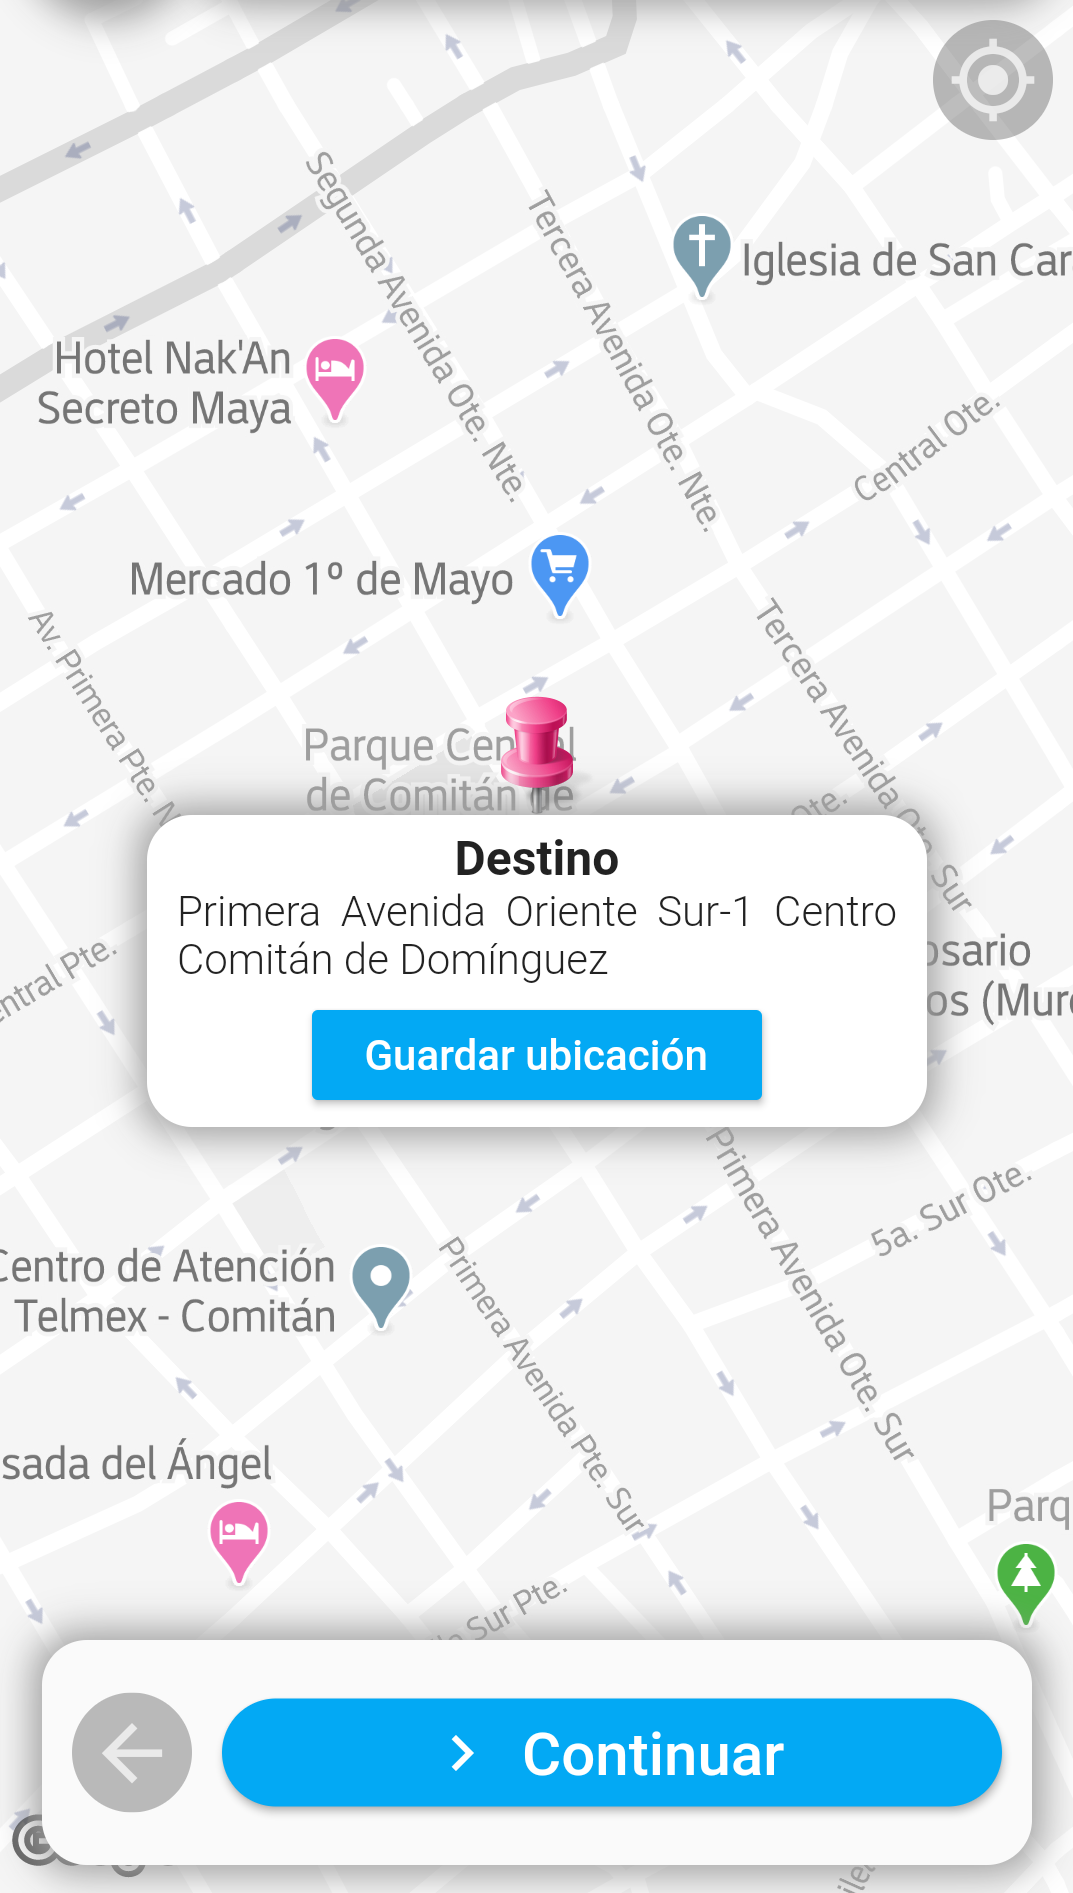 Segunda Avenida Ote. Nte.
Tercera Avenida Ote. Nte.
Iglesia de San Car
Hotel Nak'An
Secreto Maya
Central Ote.
Mercado 1º de Mayo
Av. Primera Pte. N
Tercera Avenida Ote. Sur
Parque Central
de Comitán de
Ote.
Destino
Primera Avenida Oriente Sur-1 Centro
Comitán de Domínguez
Guardar ubicación
entral Pte.
osario
os (Mur
Primera Avenida Ote. Sur
5a. Sur Ote.
Centro de Atención
Telmex - Comitán
Primera Avenida Pte. Sur
sada del Ángel
Parq
Sur Pte.
Continuar